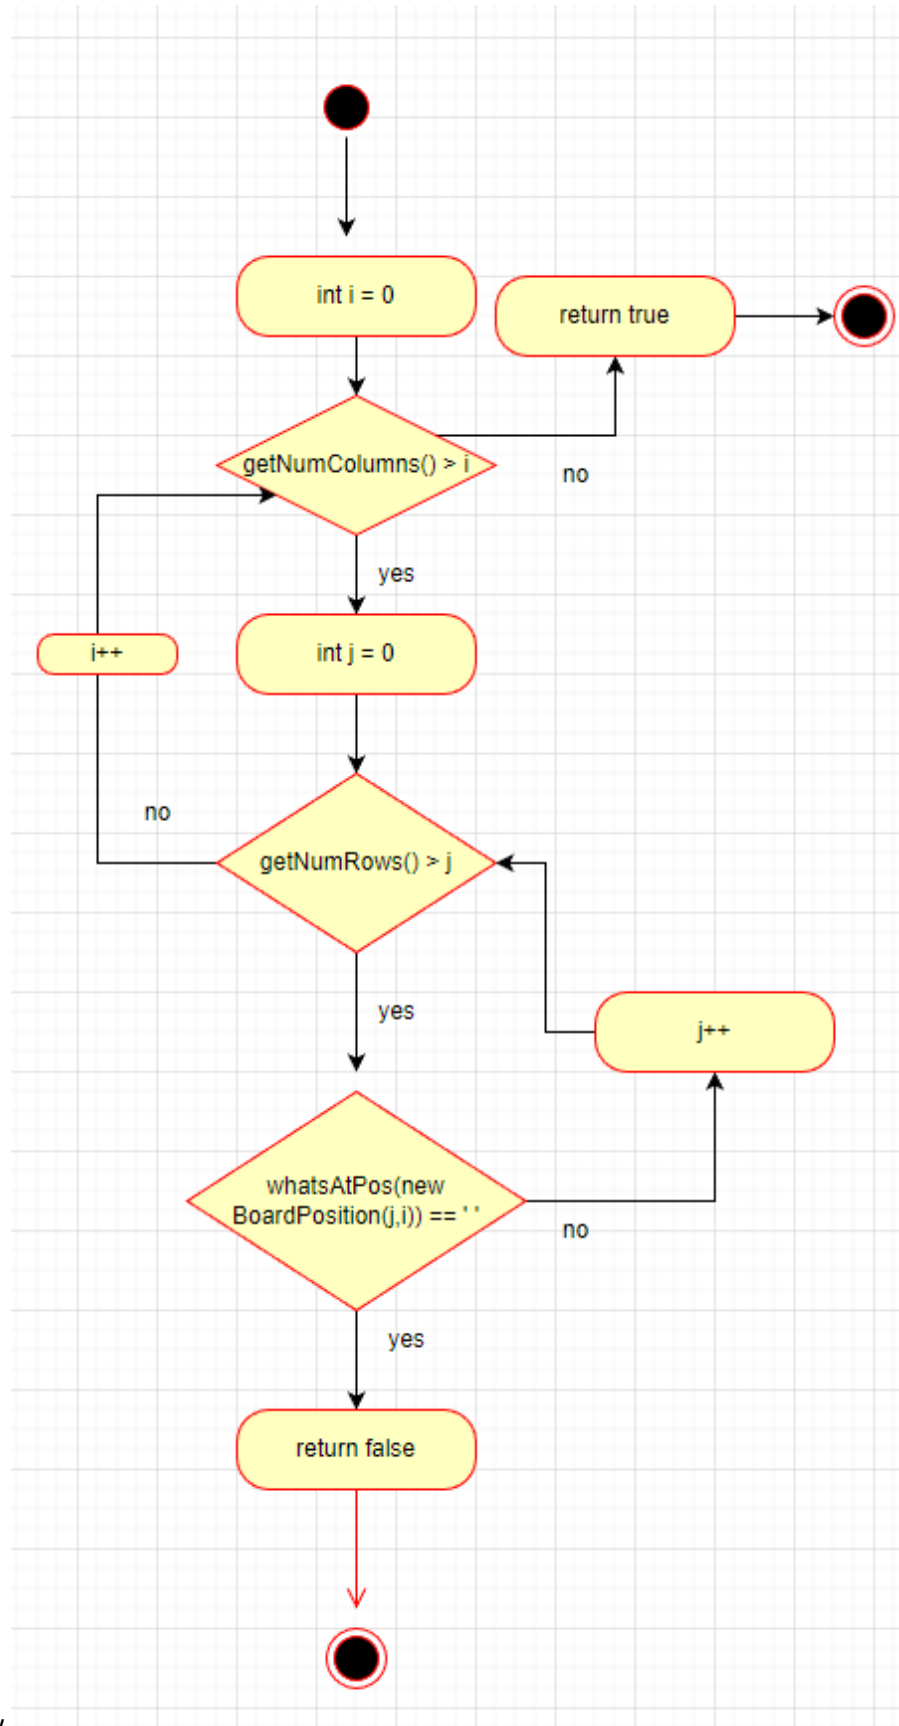 int i = 0
return true
getNumColumns() > i
no
yes
i++
int j = 0
no
getNumRows() > j
yes
j++
whatsAtPos(new
BoardPosition(j,i)) == ' '
no
yes
return false